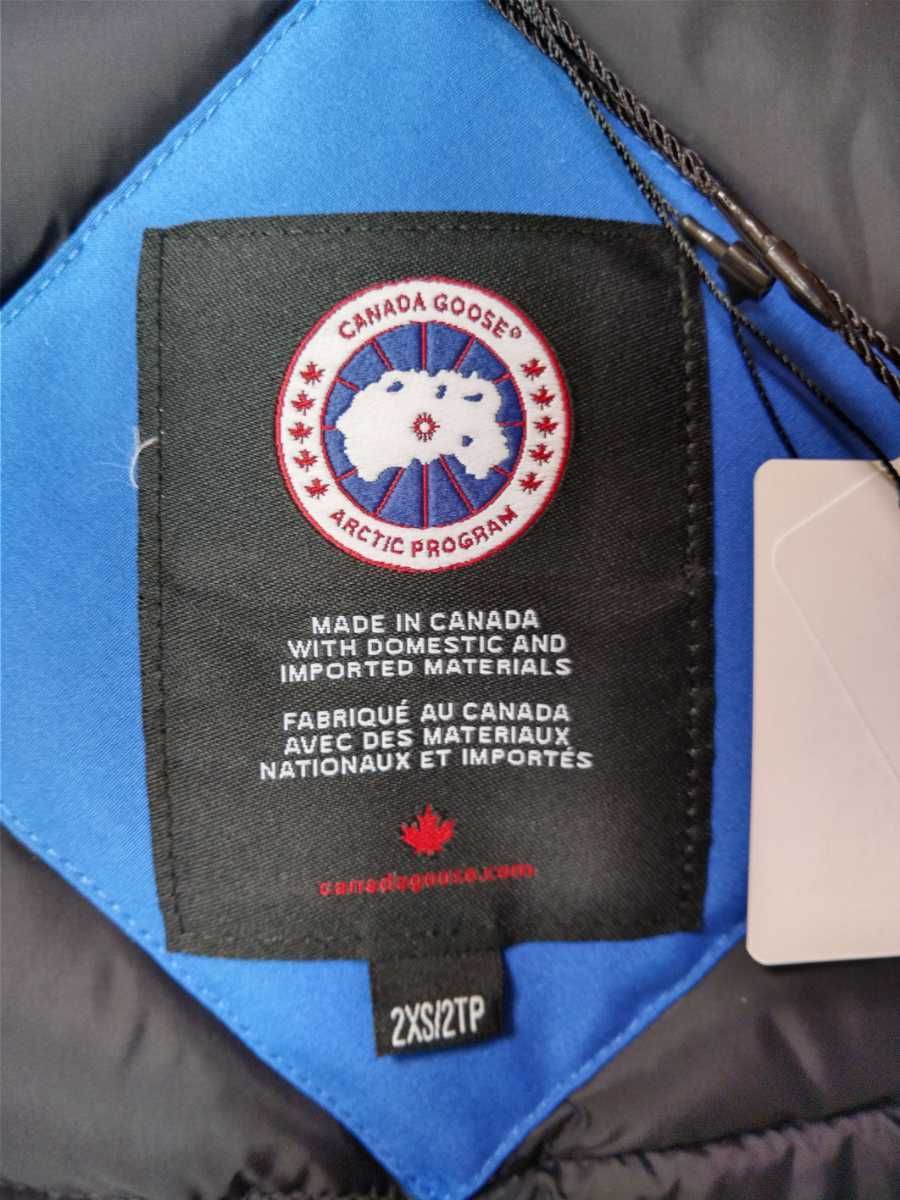 CANADA GOOSE®
ARCTIC PROGRAM
MADE IN CANADA
WITH DOMESTIC AND
IMPORTED MATERIALS
FABRIQUÉ AU CANADA
AVEC DES MATERIAUX
NATIONAUX ET IMPORTÉS
canadagoose.com
2XS/2TP